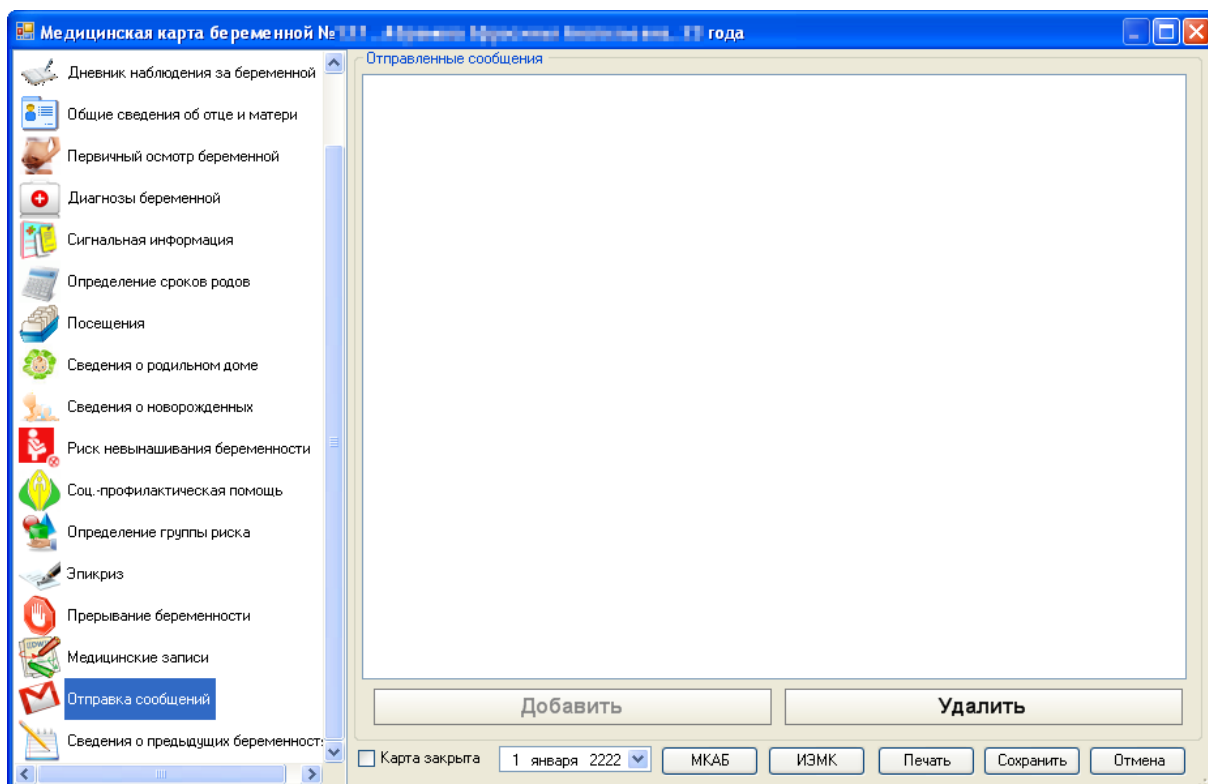 Медицинская карта беременной № года
Дневник наблюдения за беременной
Общие сведения об отце и матери
Первичный осмотр беременной
Диагнозы беременной
Сигнальная информация
Определение сроков родов
Посещения
Сведения о родильном доме
Сведения о новорожденных
Риск невынашивания беременности
Соц.-профилактическая помощь
Определение группы риска
Эпикриз
Прерывание беременности
Медицинские записи
Отправка сообщений
Сведения о предыдущих беременност
Отправленные сообщения
Добавить Удалить
Карта закрыта 1 января 2222 МКАБ ИЭМК Печать Сохранить Отмена